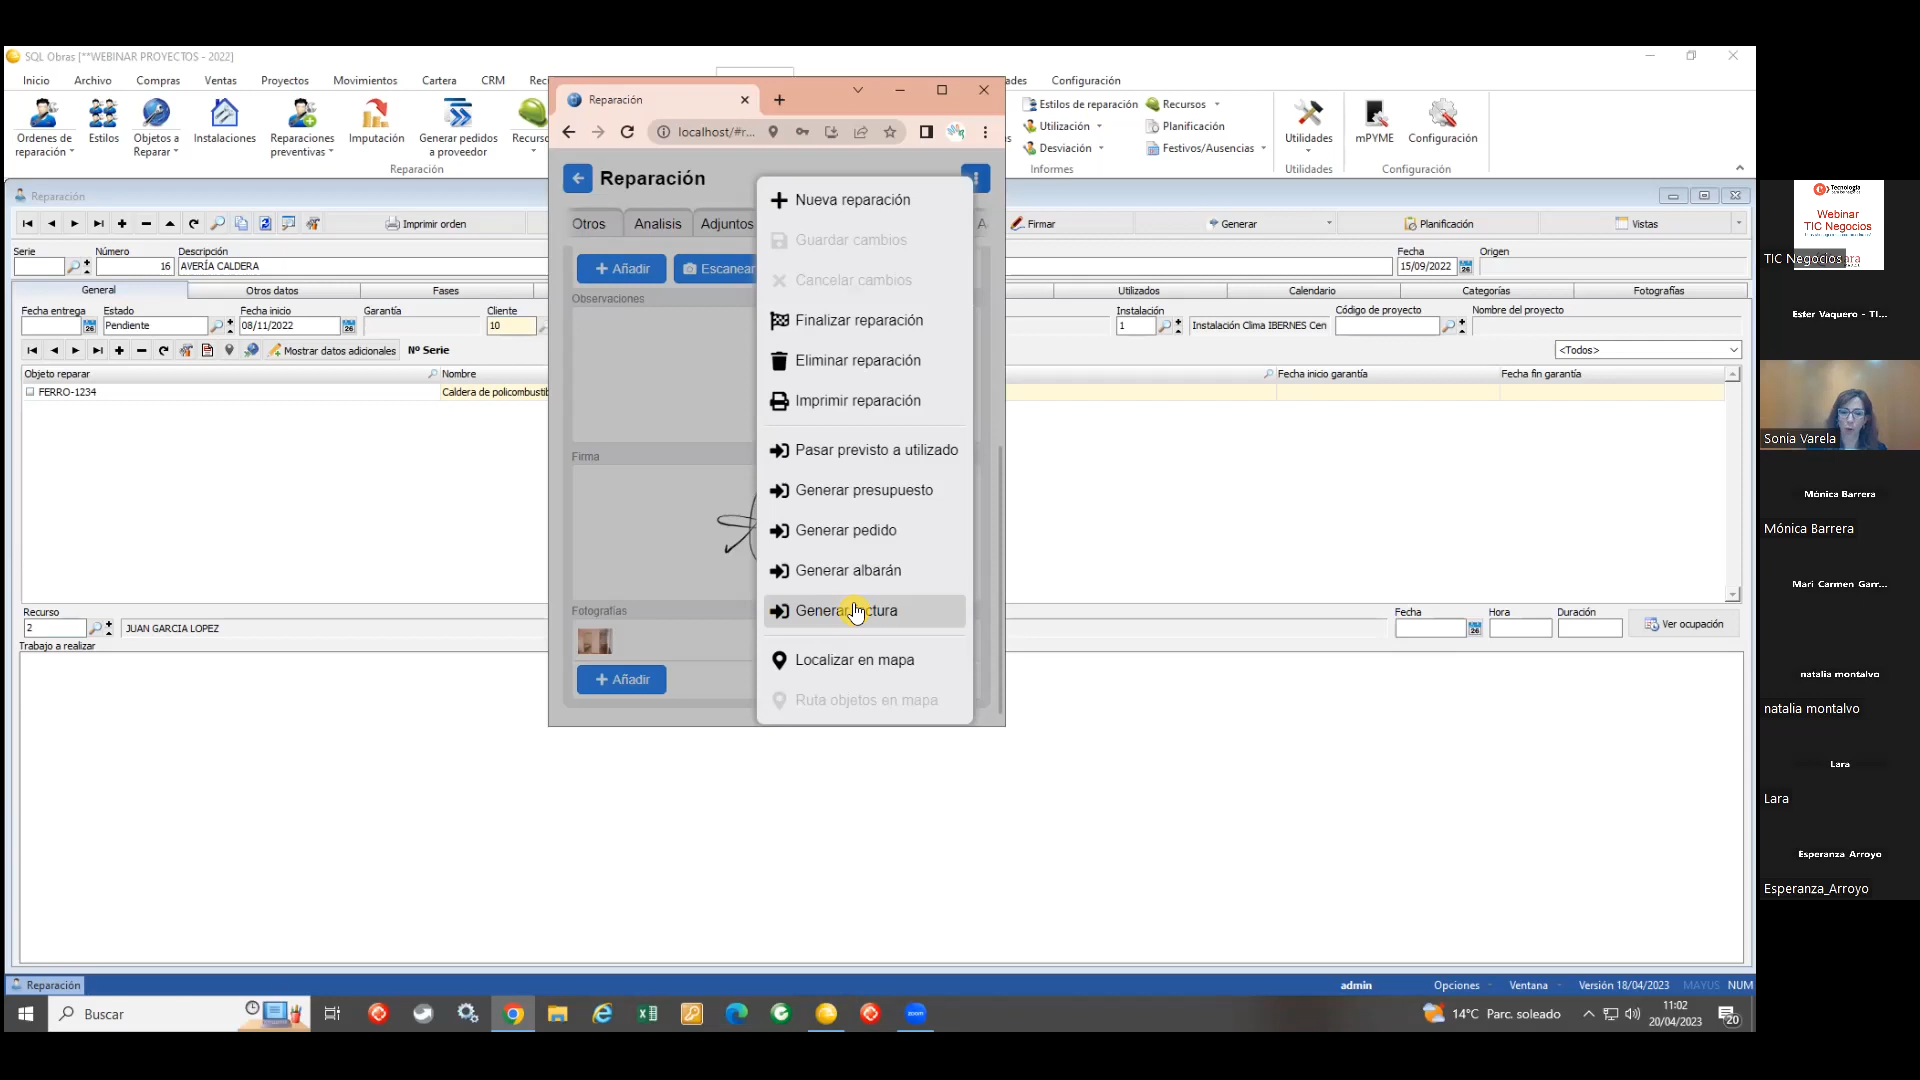 SQL Obras [**WEBINAR PROYECTOS - 2022]
Inicio Archivo Compras Ventas Proyectos Movimientos Cartera CRM Configuración
Ordenes de reparación
Estilos
Objetos a Reparar
Instalaciones
Reparaciones preventivas
Imputación
Generar pedidos a proveedor
Reparación
Estilos de reparación
Utilización
Desviación
Recursos
Planificación
Festivos/Ausencias
Informes
Utilidades
Utilidades
mPYME
Configuración
Configuración
Reparación
Imprimir orden
Firmar
Generar
Planificación
Vistas
Serie
Número
16
Descripción
AVERÍA CALDERA
Fecha
15/09/2022
Origen
General Otros datos Fases Utilizados Calendario Categorías Fotografías
Fecha entrega
Estado
Pendiente
Fecha inicio
08/11/2022
Garantía
Cliente
10
Instalación
1
Instalación Clima IBERNES Cen
Código de proyecto
Nombre del proyecto
Mostrar datos adicionales
Nº Serie
<Todos>
Objeto reparar Nombre Fecha inicio garantía Fecha fin garantía
FERRO-1234
Caldera de policombustib
Recurso
2
JUAN GARCIA LOPEZ
Fecha
Hora
Duración
Ver ocupación
Trabajo a realizar
Reparación
localhost/#r...
Reparación
Otros Analisis Adjuntos
Añadir
Escanear
Observaciones
Firma
Fotografías
Añadir
Nueva reparación
Guardar cambios
Cancelar cambios
Finalizar reparación
Eliminar reparación
Imprimir reparación
Pasar previsto a utilizado
Generar presupuesto
Generar pedido
Generar albarán
Localizar en mapa
Ruta objetos en mapa
Reparación
admin
Opciones
Ventana
Versión 18/04/2023
MAYUS
NUM
Buscar
14°C Parc. soleado
11:02
20/04/2023
20
Tecnología
Webinar
TIC Negocios
TIC Negocios
Ester Vaquero - TI...
Sonia Varela
Mónica Barrera
Mónica Barrera
Mari Carmen Garr...
natalia montalvo
natalia montalvo
Lara
Lara
Esperanza Arroyo
Esperanza_Arroyo